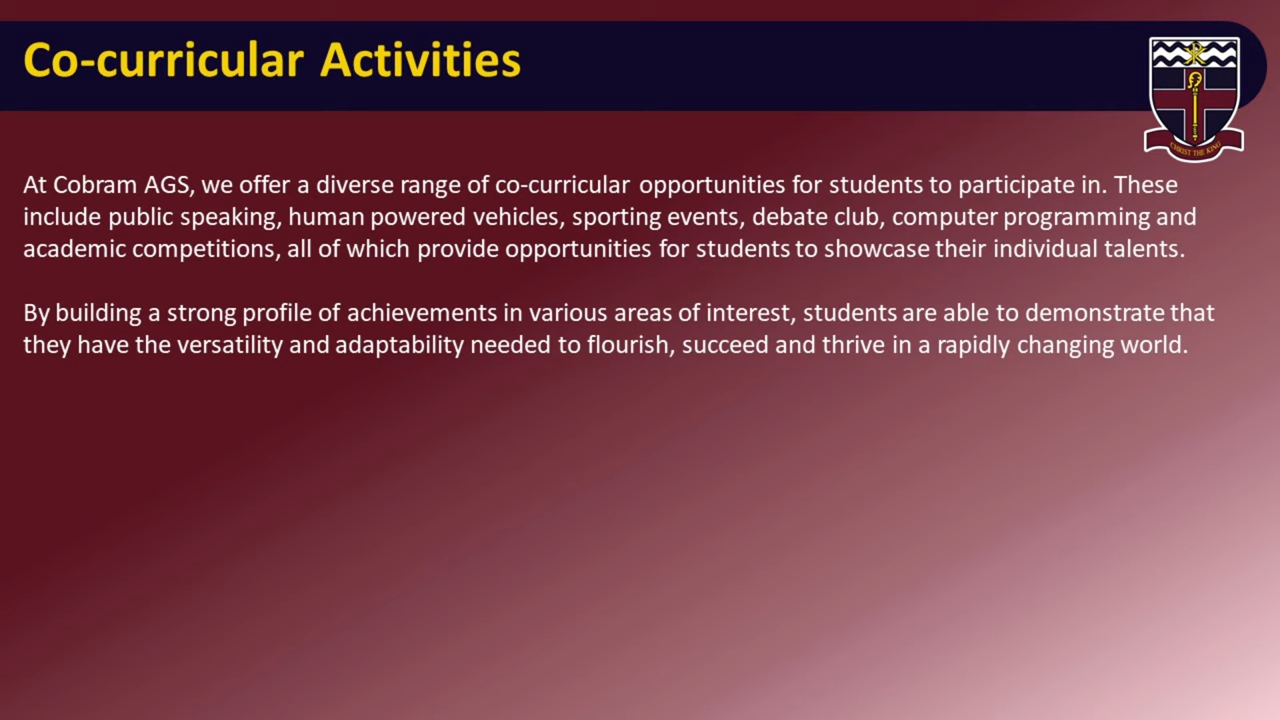 Co-curricular Activities
At Cobram AGS, we offer a diverse range of co-curricular opportunities for students to participate in. These
include public speaking, human powered vehicles, sporting events, debate club, computer programming and
academic competitions, all of which provide opportunities for students to showcase their individual talents.
By building a strong profile of achievements in various areas of interest, students are able to demonstrate that
they have the versatility and adaptability needed to flourish, succeed and thrive in a rapidly changing world.
CHRIST THE KING